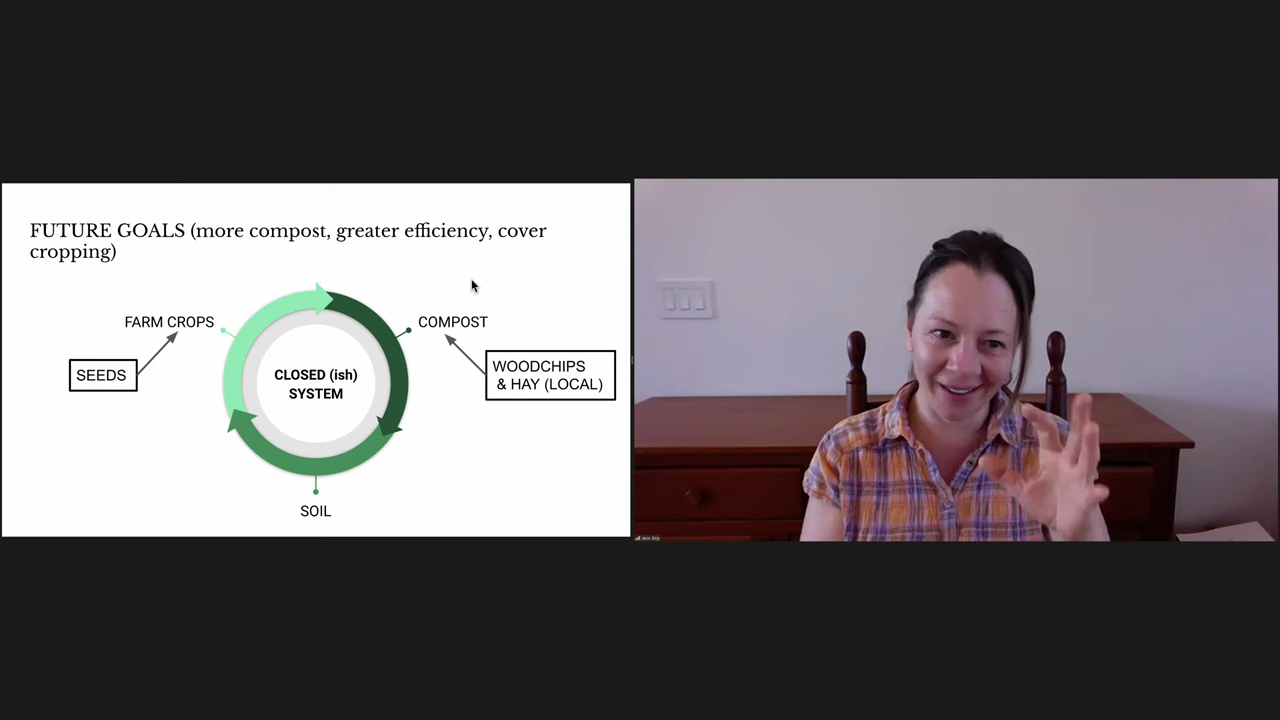 FUTURE GOALS (more compost, greater efficiency, cover
cropping)
FARM CROPS
COMPOST
SEEDS
WOODCHIPS
& HAY (LOCAL)
CLOSED (ish)
SYSTEM
SOIL